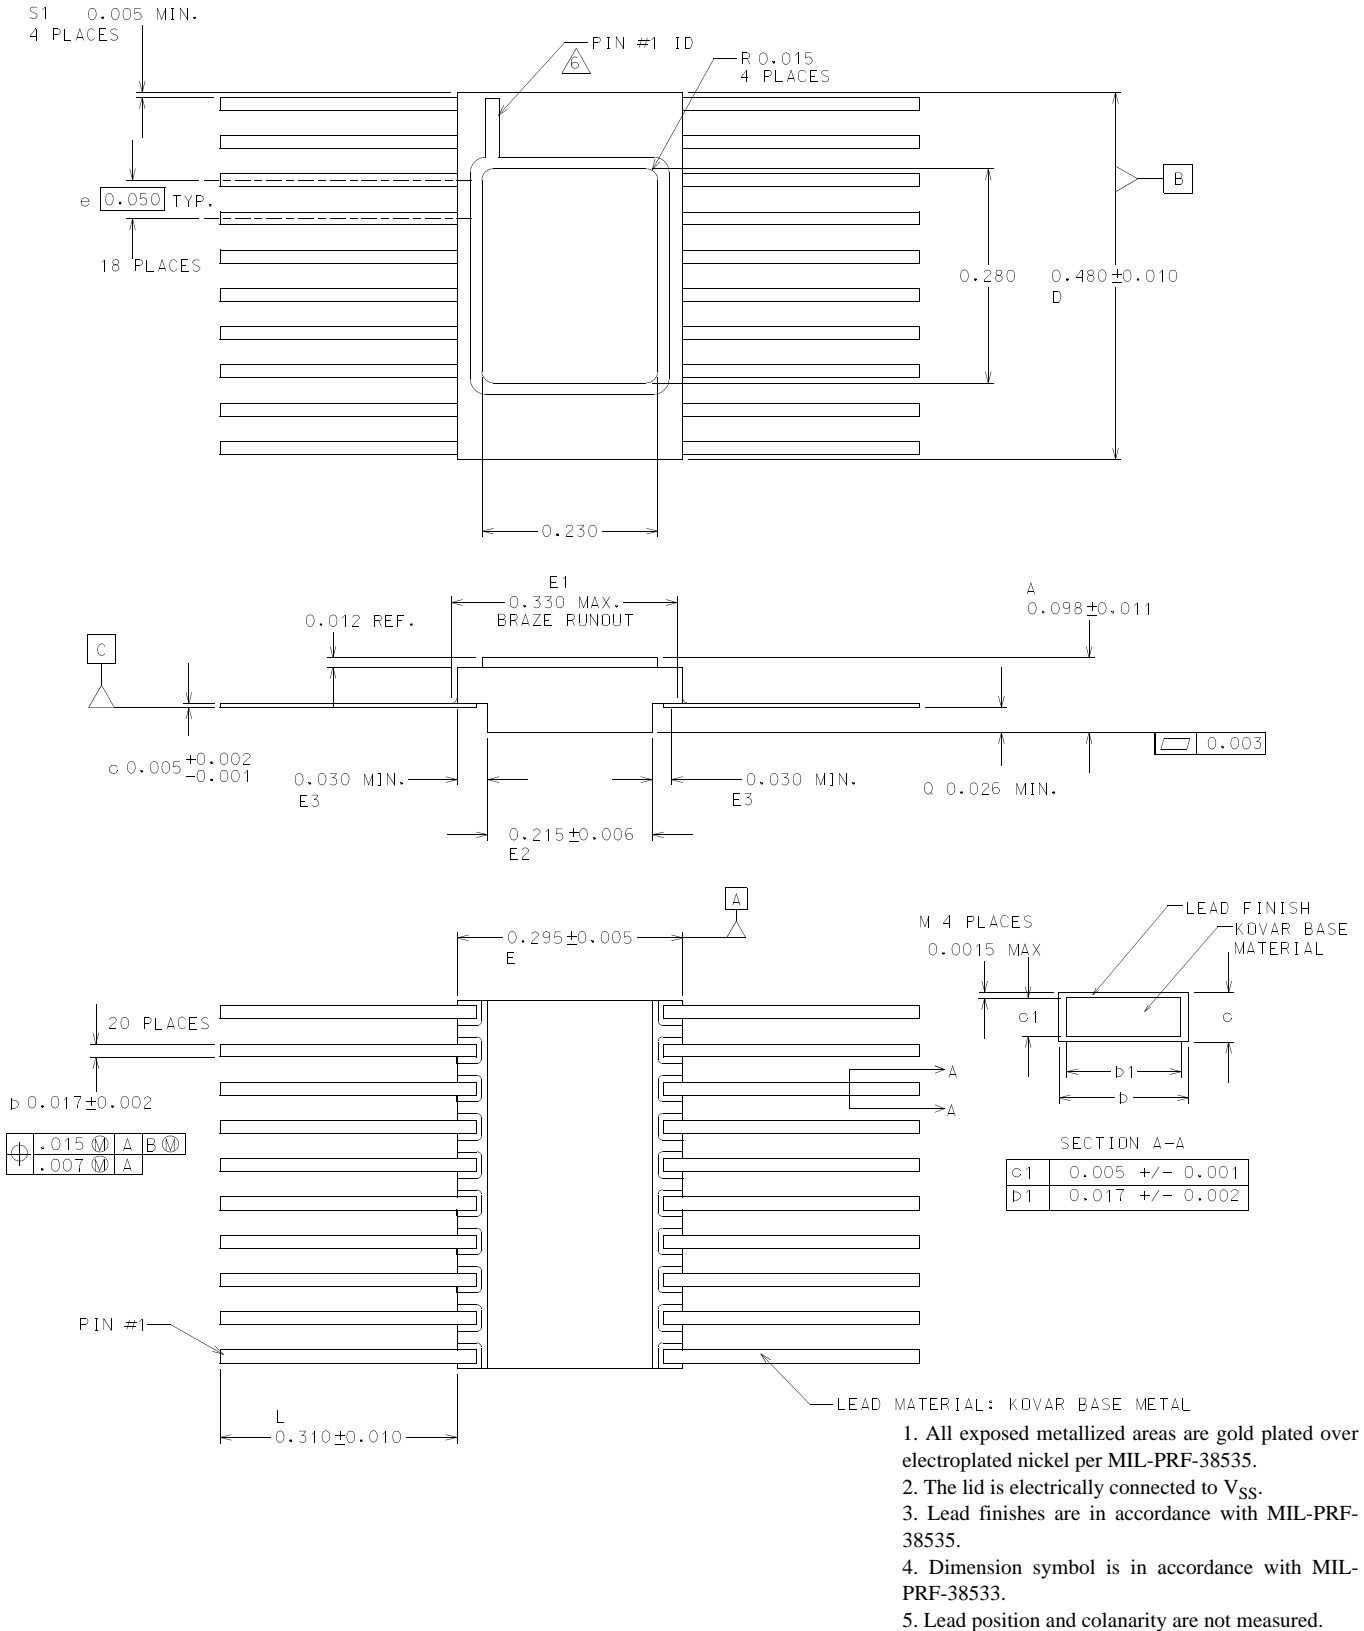 S1 0.005 MIN.
4 PLACES
PIN #1 ID
6
R 0.015
4 PLACES
e 0.050 TYP.
18 PLACES
B
0.280
0.480±0.010
D
0.230
E1
0.330 MAX.
BRAZE RUNOUT
0.012 REF.
A
0.098±0.011
C
c 0.005 +0.002
-0.001
0.030 MIN.
E3
0.030 MIN.
E3
Q 0.026 MIN.
0.003
0.215±0.006
E2
A
0.295±0.005
E
M 4 PLACES
0.0015 MAX
LEAD FINISH
KOVAR BASE
MATERIAL
c1
c
b1
b
20 PLACES
b 0.017±0.002
.015 Ⓜ A B Ⓜ
.007 Ⓜ A
A
A
SECTION A-A
c1 0.005 +/- 0.001
b1 0.017 +/- 0.002
PIN #1
L
0.310±0.010
LEAD MATERIAL: KOVAR BASE METAL
1. All exposed metallized areas are gold plated over
electroplated nickel per MIL-PRF-38535.
2. The lid is electrically connected to VSS.
3. Lead finishes are in accordance with MIL-PRF-
38535.
4. Dimension symbol is in accordance with MIL-
PRF-38533.
5. Lead position and colanarity are not measured.